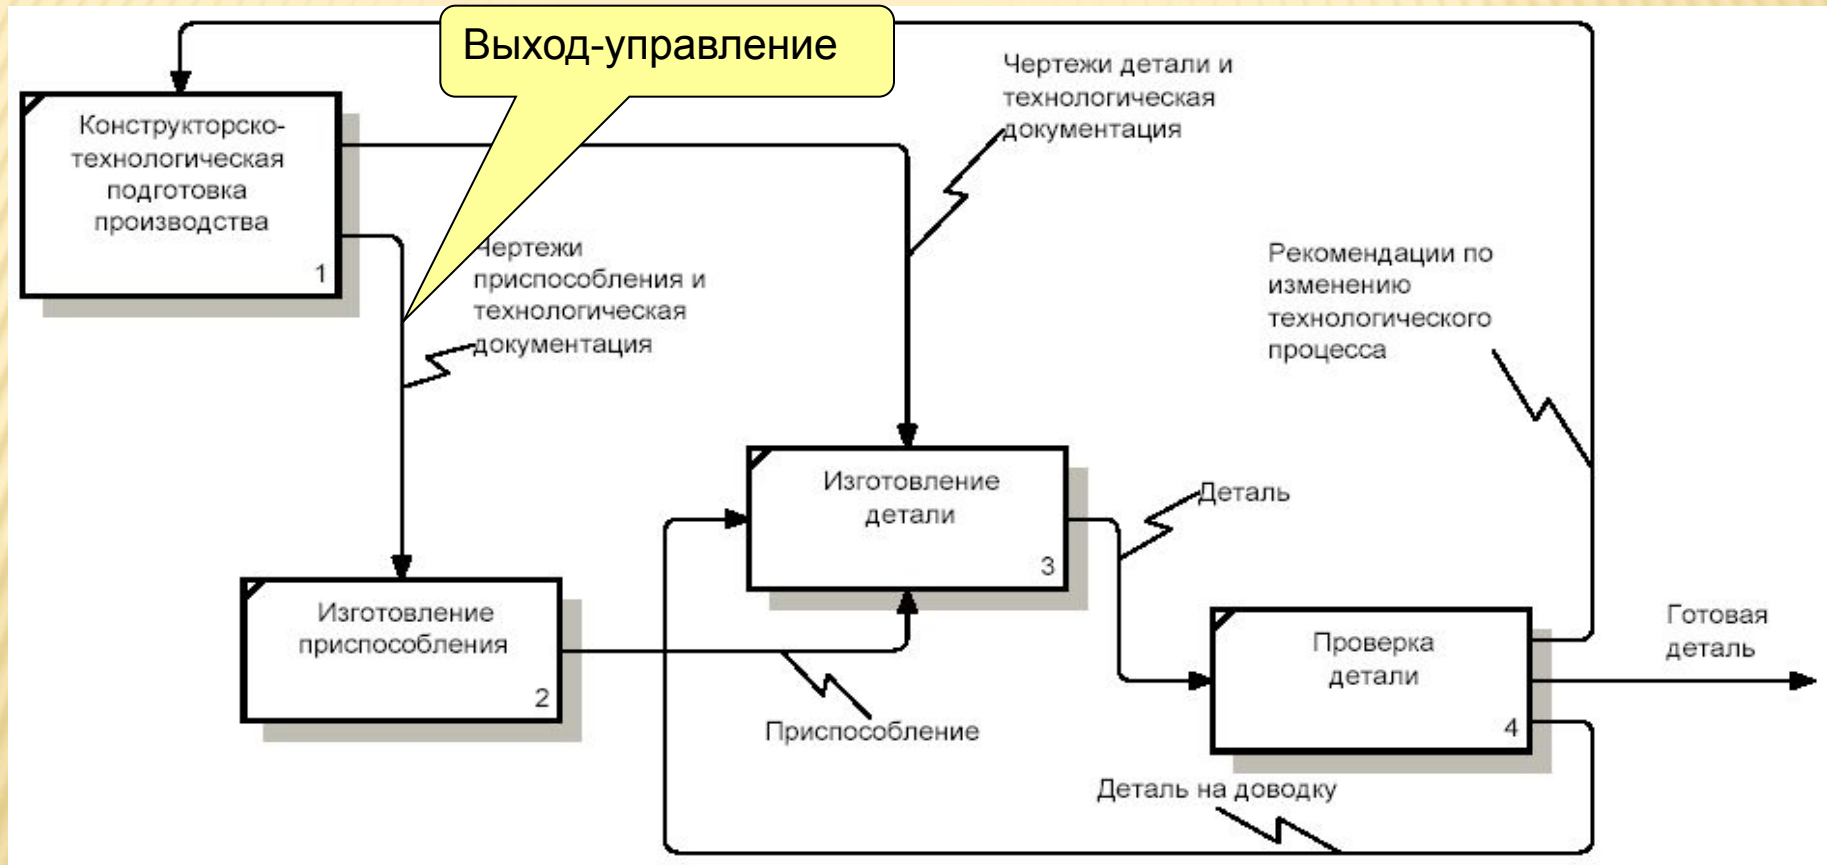 Выход-управление
Конструкторско-
технологическая
подготовка
производства
1
Чертежи
приспособления и
технологическая
документация
Чертежи детали и
технологическая
документация
Рекомендации по
изменению
технологического
процесса
Изготовление
детали
3
Деталь
Изготовление
приспособления
2
Приспособление
Проверка
детали
4
Готовая
деталь
Деталь на доводку